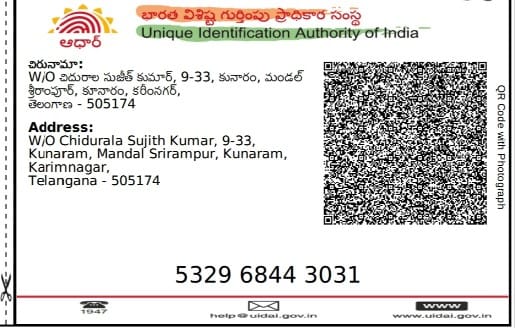 భారత విశిష్ట గుర్తింపు ప్రాధికార సంస్థ
Unique Identification Authority of India
ఆధార్
చిరునామా:
W/O చిదురాల సుజీత్ కుమార్, 9-33, కునారం, మండల్
శ్రీరాంపూర్, కూనారం, కరీంనగర్,
తెలంగాణ - 505174
Address:
W/O Chidurala Sujith Kumar, 9-33,
Kunaram, Mandal Srirampur, Kunaram,
Karimnagar,
Telangana - 505174
QR Code with Photograph
5329 6844 3031
1947
help@uidai.gov.in
www
www.uidai.gov.in